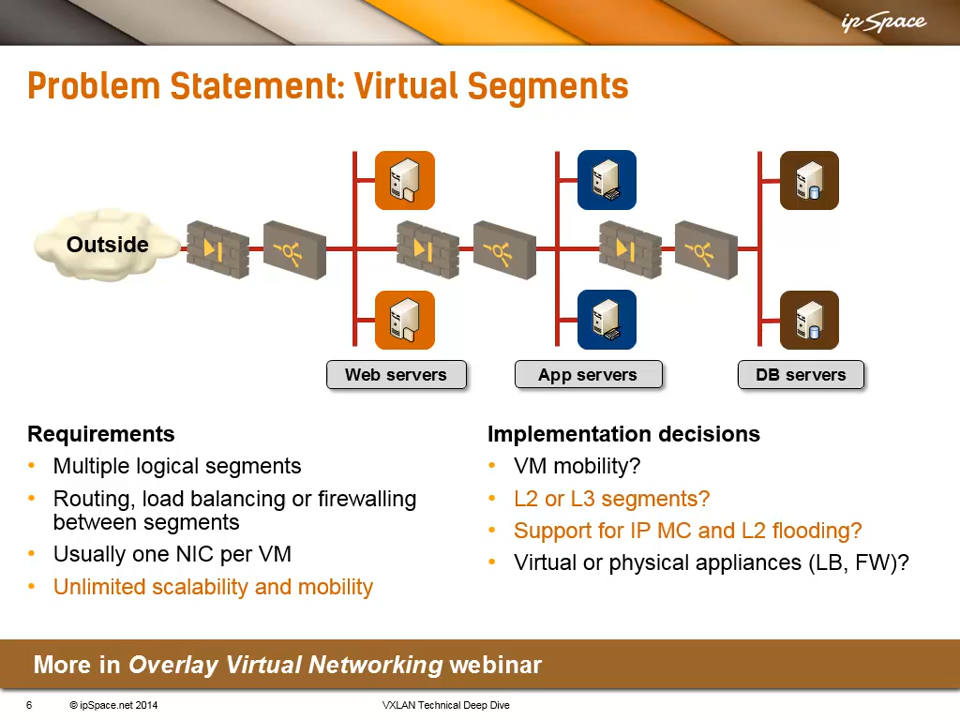 ipSpace
Problem Statement: Virtual Segments
Outside
Web servers
App servers
DB servers
Requirements
• Multiple logical segments
• Routing, load balancing or firewalling
between segments
• Usually one NIC per VM
• Unlimited scalability and mobility
Implementation decisions
• VM mobility?
• L2 or L3 segments?
• Support for IP MC and L2 flooding?
• Virtual or physical appliances (LB, FW)?
More in Overlay Virtual Networking webinar
6 © ipSpace.net 2014 VXLAN Technical Deep Dive